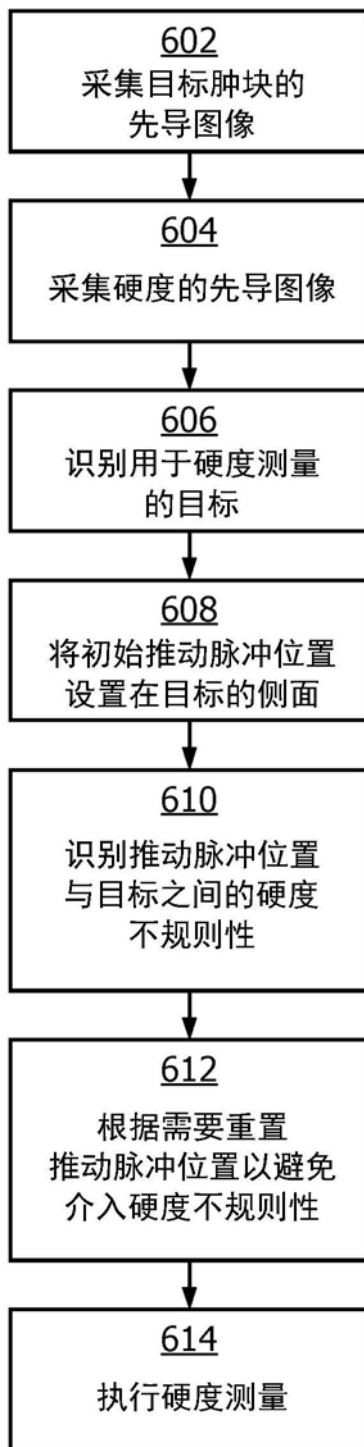 602
采集目标肿块的
先导图像
604
采集硬度的先导图像
606
识别用于硬度测量
的目标
608
将初始推动脉冲位置
设置在目标的侧面
610
识别推动脉冲位置
与目标之间的硬度
不规则性
612
根据需要重置
推动脉冲位置以避免
介入硬度不规则性
614
执行硬度测量